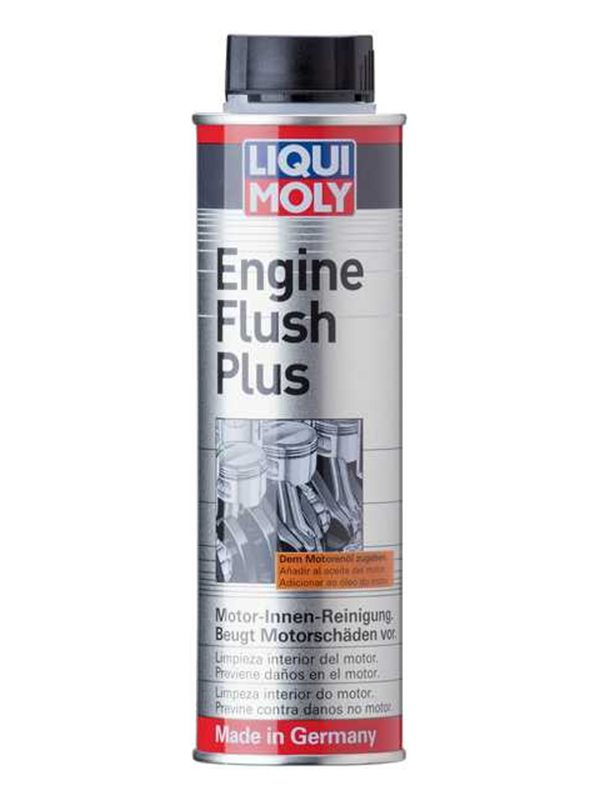 LIQUI
MOLY
Engine
Flush
Plus
Dem Motorenöl zugeben.
Añadir al aceite del motor.
Adicionar ao óleo do motor.
Motor-Innen-Reinigung.
Beugt Motorschäden vor.
Limpieza interior del motor.
Previene daños en el motor.
Limpeza interior do motor.
Previne contra danos no motor.
Made in Germany